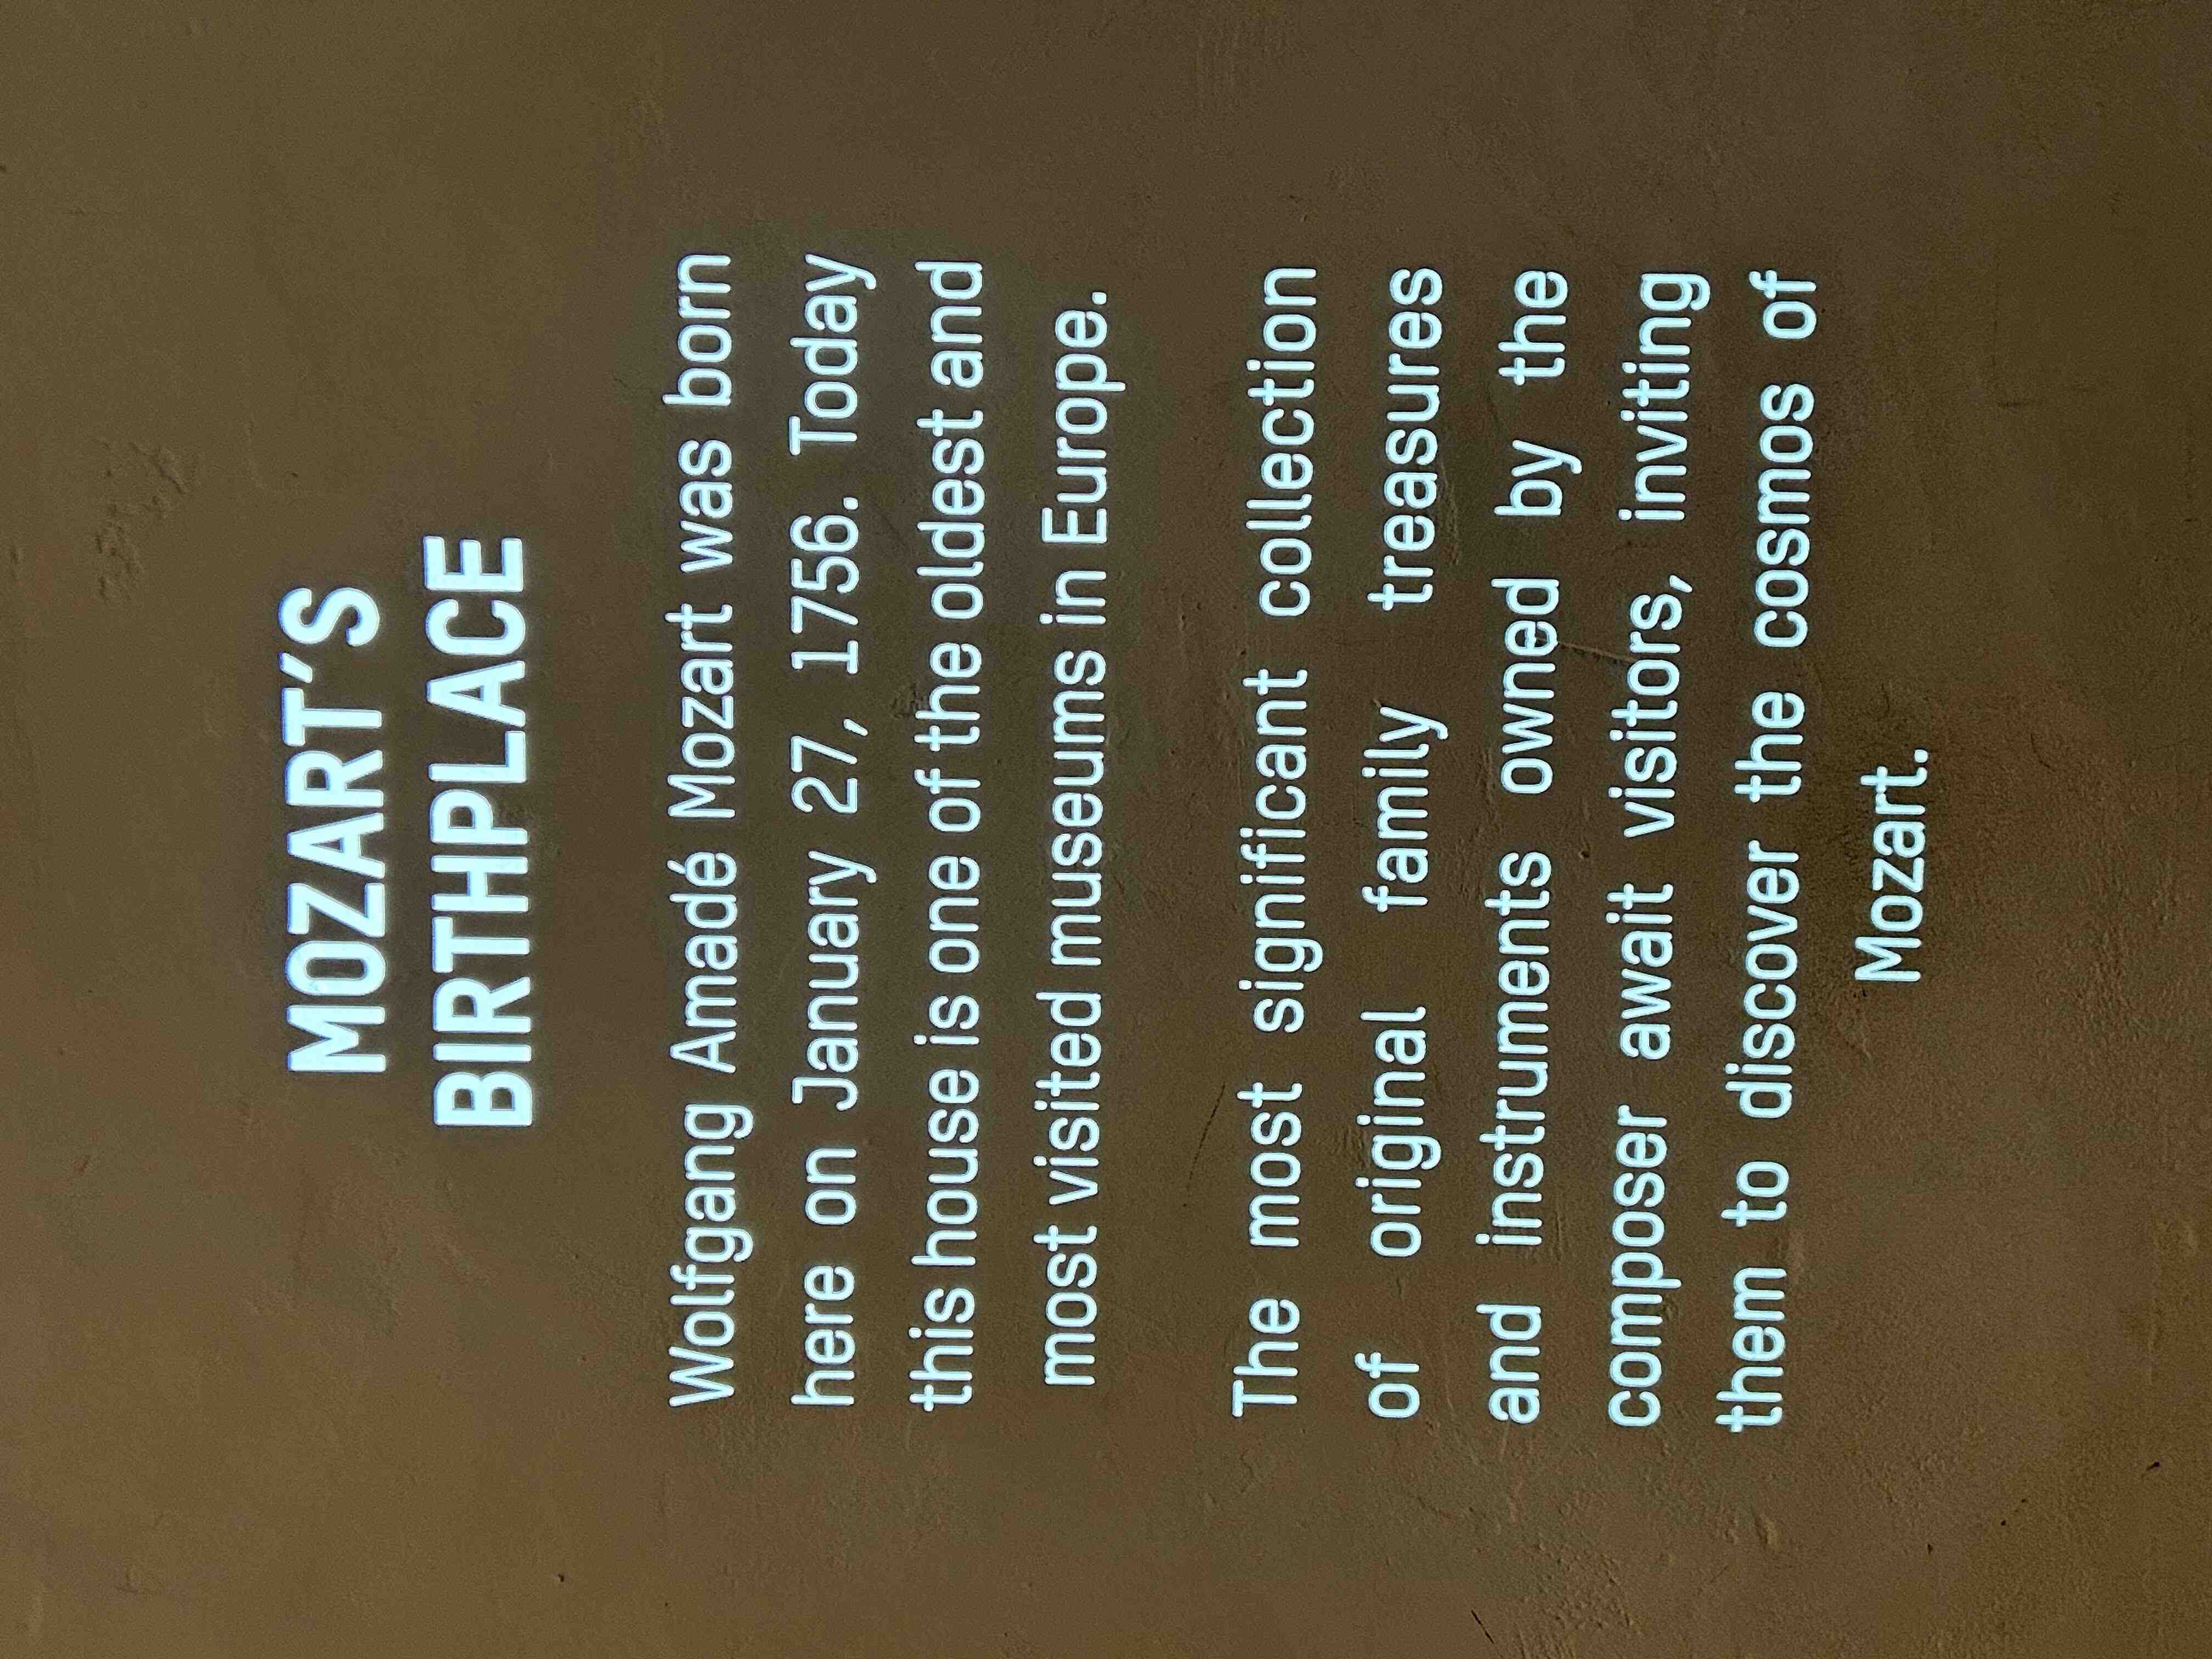 MOZART'S
BIRTHPLACE
Wolfgang Amadé Mozart was born
here on January 27, 1756. Today
this house is one of the oldest and
most visited museums in Europe.
The most significant collection
of original family treasures
and instruments owned by the
composer await visitors, inviting
them to discover the cosmos of
Mozart.